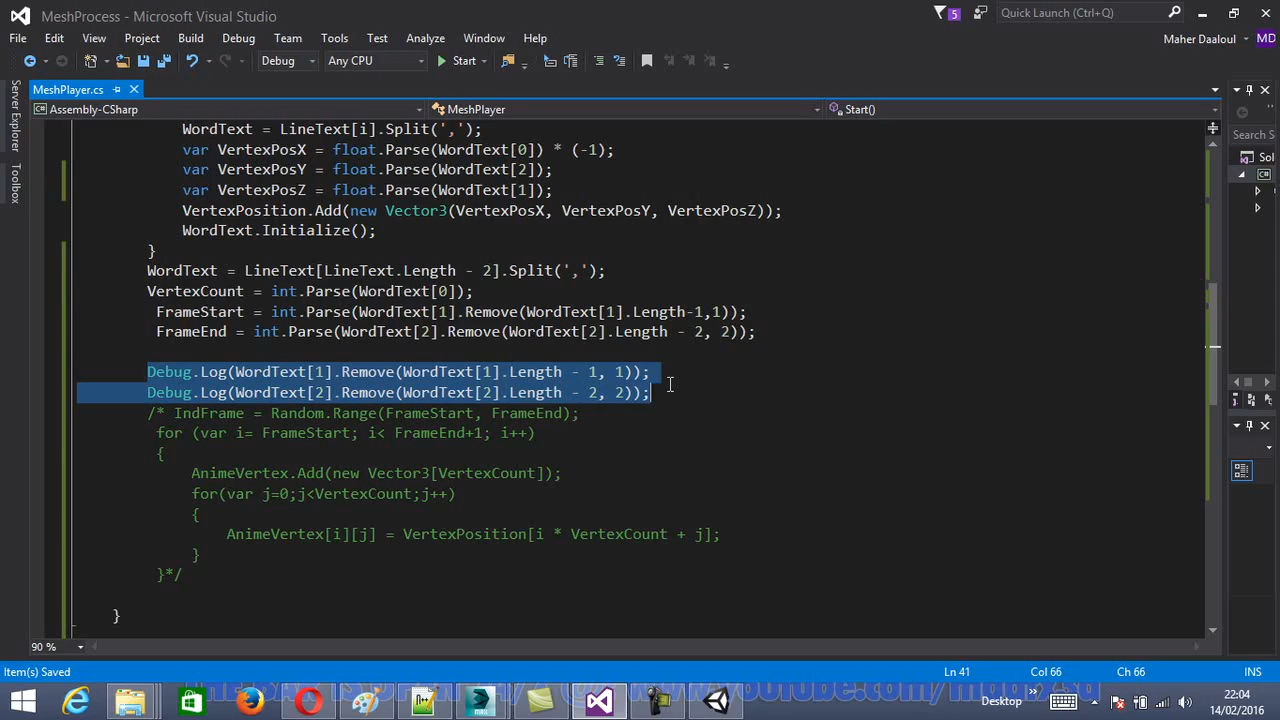 MeshProcess - Microsoft Visual Studio
5
Quick Launch (Ctrl+Q)
File Edit View Project Build Debug Team Tools Test Analyze Window Help
Maher Daaloul MD
Debug Any CPU Start
MeshPlayer.cs
Assembly-CSharp MeshPlayer Start()
Server Explorer
Toolbox
Search
Sol
WordText = LineText[i].Split(',');
var VertexPosX = float.Parse(WordText[0]) * (-1);
var VertexPosY = float.Parse(WordText[2]);
var VertexPosZ = float.Parse(WordText[1]);
VertexPosition.Add(new Vector3(VertexPosX, VertexPosY, VertexPosZ));
WordText.Initialize();
}
WordText = LineText[LineText.Length - 2].Split(',');
VertexCount = int.Parse(WordText[0]);
FrameStart = int.Parse(WordText[1].Remove(WordText[1].Length-1,1));
FrameEnd = int.Parse(WordText[2].Remove(WordText[2].Length - 2, 2));
Debug.Log(WordText[1].Remove(WordText[1].Length - 1, 1));
Debug.Log(WordText[2].Remove(WordText[2].Length - 2, 2));
/* IndFrame = Random.Range(FrameStart, FrameEnd);
for (var i= FrameStart; i< FrameEnd+1; i++)
{
AnimeVertex.Add(new Vector3[VertexCount]);
for(var j=0;j<VertexCount;j++)
{
AnimeVertex[i][j] = VertexPosition[i * VertexCount + j];
}
}*/
}
90 %
Item(s) Saved Ln 41 Col 66 Ch 66 INS
Desktop
22:04
14/02/2016